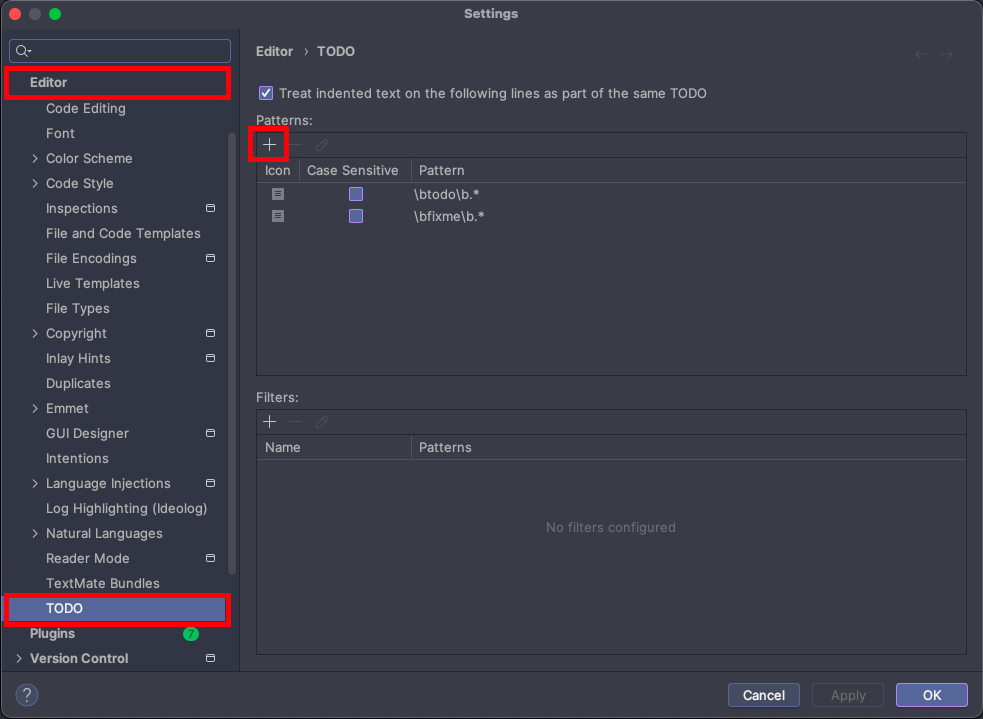 Settings
Editor
Code Editing
Font
Color Scheme
Code Style
Inspections
File and Code Templates
File Encodings
Live Templates
File Types
Copyright
Inlay Hints
Duplicates
Emmet
GUI Designer
Intentions
Language Injections
Log Highlighting (Ideolog)
Natural Languages
Reader Mode
TextMate Bundles
TODO
Plugins 7
Version Control
Editor › TODO
Treat indented text on the following lines as part of the same TODO
Patterns:
Icon Case Sensitive Pattern
\btodo\b.*
\bfixme\b.*
Filters:
Name Patterns
No filters configured
? Cancel Apply OK